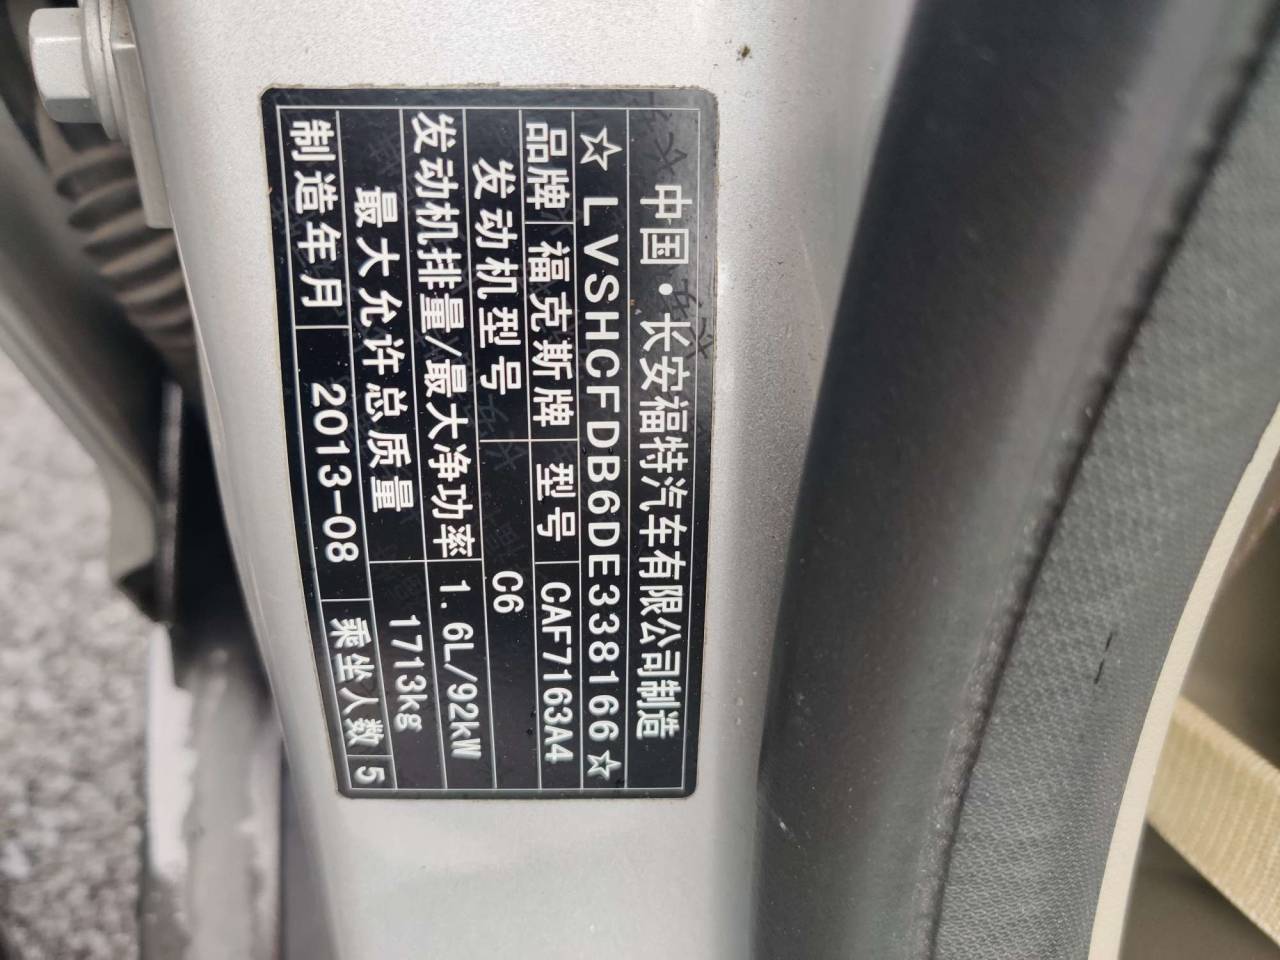 中国·长安福特汽车有限公司制造
☆LVSHCFDB6DE338166☆
品牌 福克斯牌 型号 CAF7163A4
发动机型号 C6
发动机排量/最大净功率 1.6L/92kW
最大允许总质量 1713kg
制造年月 2013-08 乘坐人数 5